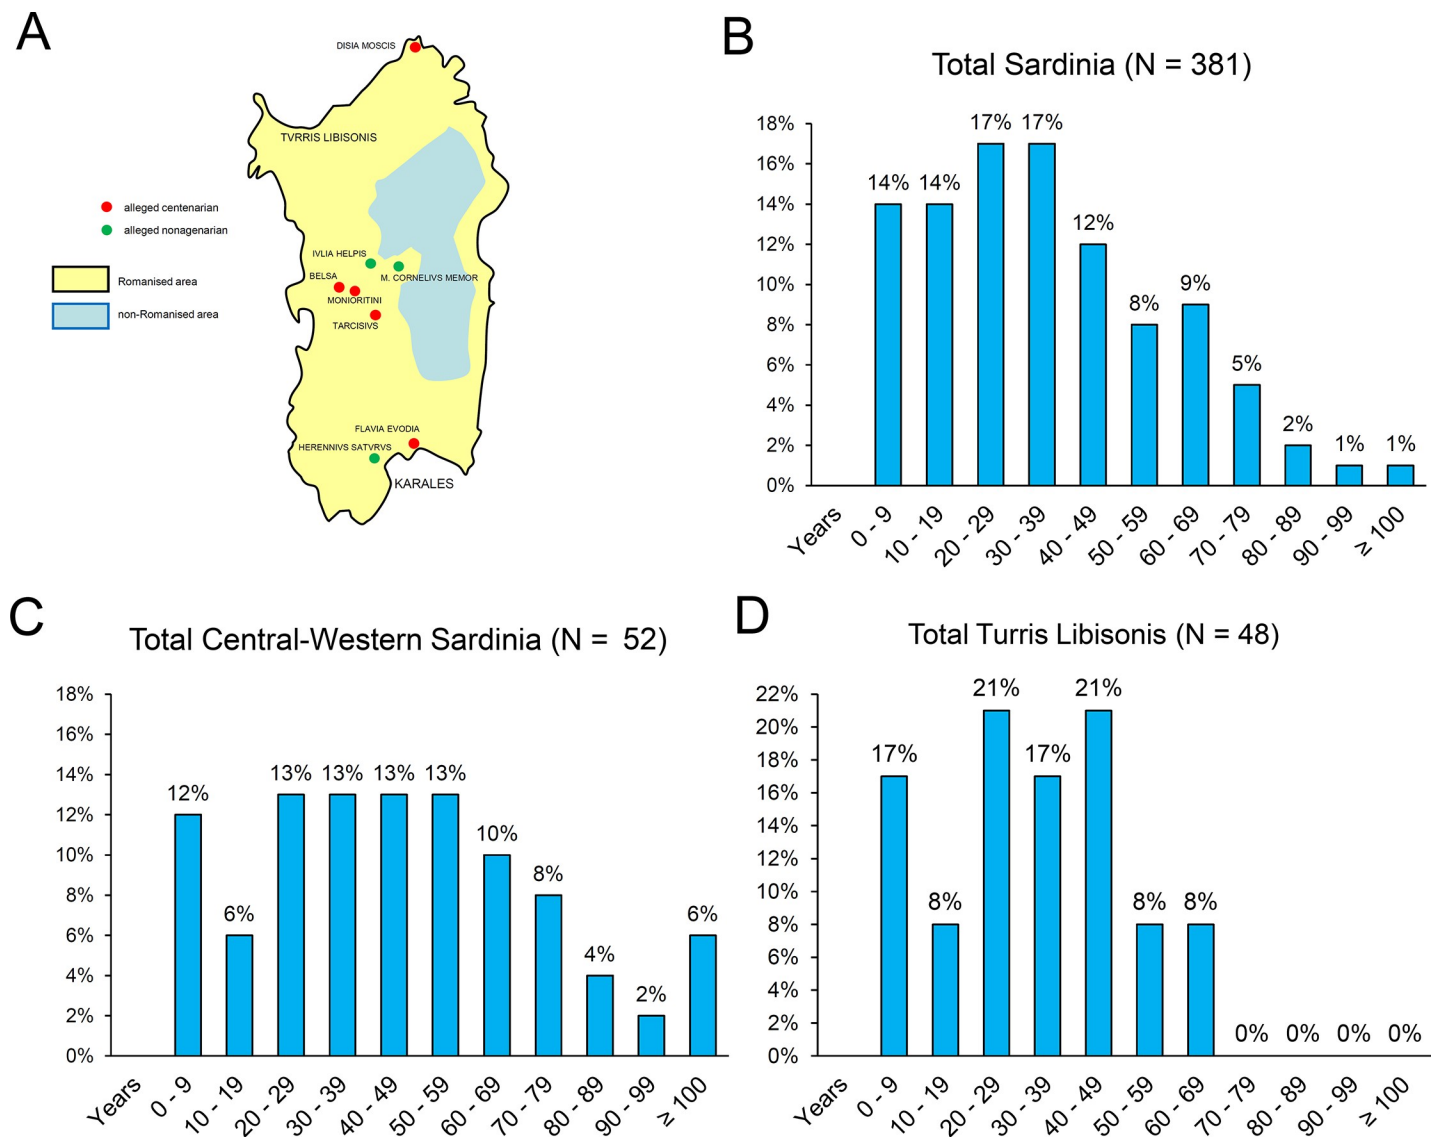 A
DISIA MOSCIS
TVRRIS LIBISONIS
alleged centenarian
alleged nonagenarian
IVLIA HELPIS
BELSA
M. CORNELIVS MEMOR
MONIORITINI
TARCISIVS
Romanised area
non-Romanised area
FLAVIA EVODIA
HERENNIVS SATVRVS
KARALES
B
Total Sardinia (N = 381)
18%
16%
14%
12%
10%
8%
6%
4%
2%
0%
14%
14%
17%
17%
12%
8%
9%
5%
2%
1%
1%
Years
0 - 9
10 - 19
20 - 29
30 - 39
40 - 49
50 - 59
60 - 69
70 - 79
80 - 89
90 - 99
≥ 100
C
Total Central-Western Sardinia (N = 52)
18%
16%
14%
12%
10%
8%
6%
4%
2%
0%
12%
6%
13%
13%
13%
13%
10%
8%
4%
2%
6%
Years
0 - 9
10 - 19
20 - 29
30 - 39
40 - 49
50 - 59
60 - 69
70 - 79
80 - 89
90 - 99
≥ 100
D
Total Turris Libisonis (N = 48)
22%
20%
18%
16%
14%
12%
10%
8%
6%
4%
2%
0%
17%
8%
21%
17%
21%
8%
8%
0%
0%
0%
0%
Years
0 - 9
10 - 19
20 - 29
30 - 39
40 - 49
50 - 59
60 - 69
70 - 79
80 - 89
90 - 99
≥ 100